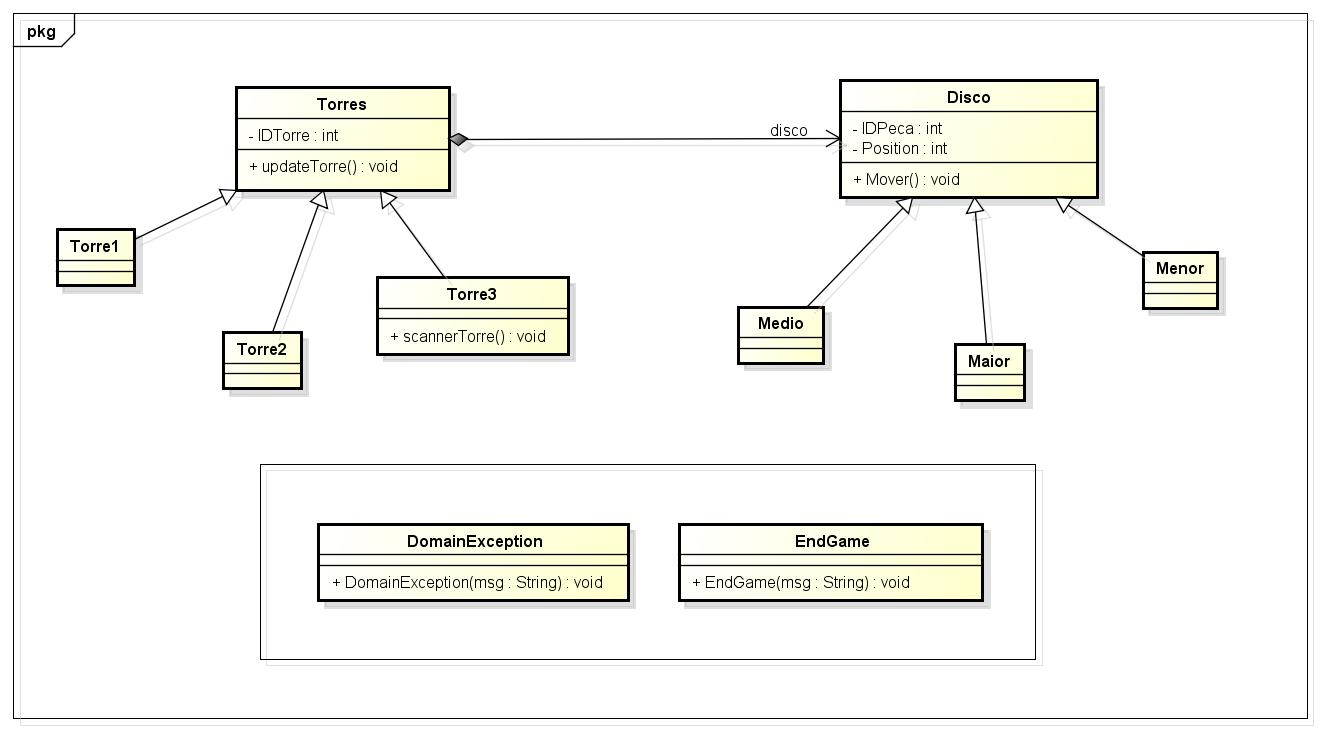 pkg
Torres
- IDTorre : int
+ updateTorre() : void
disco
Disco
- IDPeca : int
- Position : int
+ Mover() : void
Torre1
Torre2
Torre3
+ scannerTorre() : void
Medio
Maior
Menor
DomainException
+ DomainException(msg : String) : void
EndGame
+ EndGame(msg : String) : void